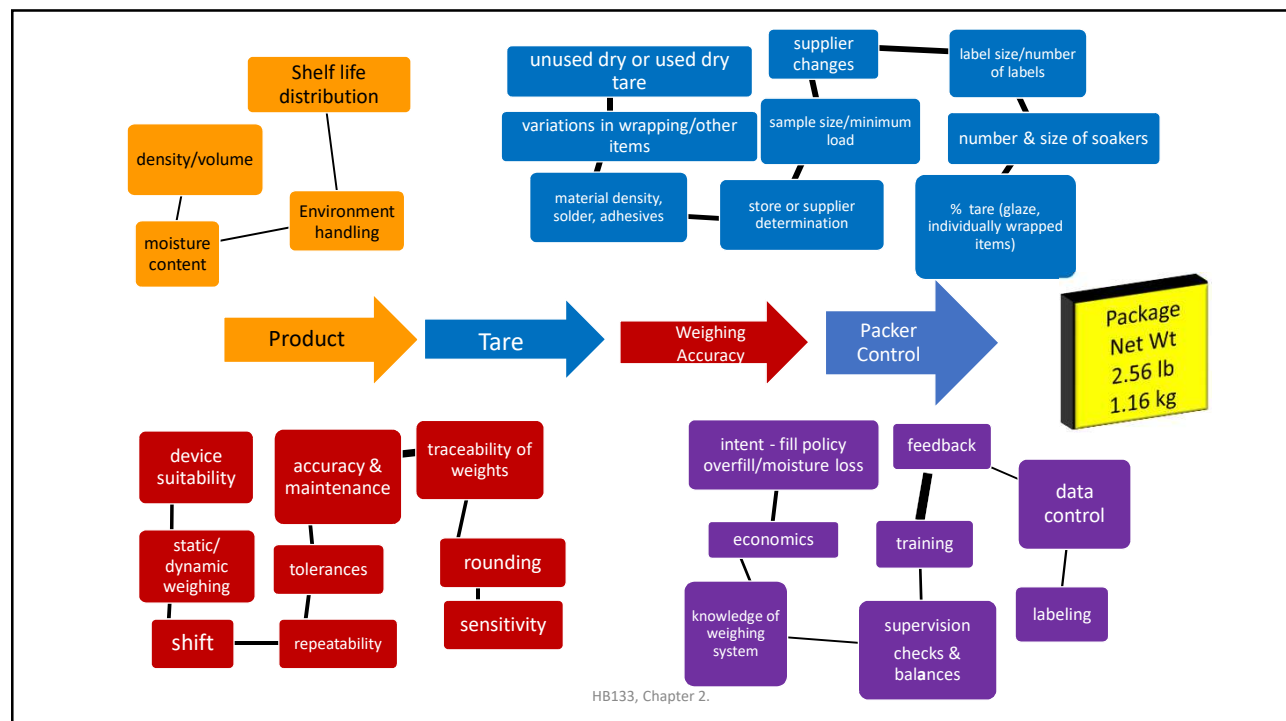 Shelf life
distribution
density/volume
Environment
handling
moisture
content
unused dry or used dry
tare
variations in wrapping/other
items
material density,
solder, adhesives
supplier
changes
sample size/minimum
load
store or supplier
determination
label size/number
of labels
number & size of soakers
% tare (glaze,
individually wrapped
items)
Product
Tare
Weighing
Accuracy
Packer
Control
Package
Net Wt
2.56 lb
1.16 kg
device
suitability
static/
dynamic
weighing
shift
accuracy &
maintenance
tolerances
repeatability
traceability of
weights
rounding
sensitivity
intent - fill policy
overfill/moisture loss
economics
knowledge of
weighing
system
feedback
training
supervision
checks &
balances
data
control
labeling
HB133, Chapter 2.